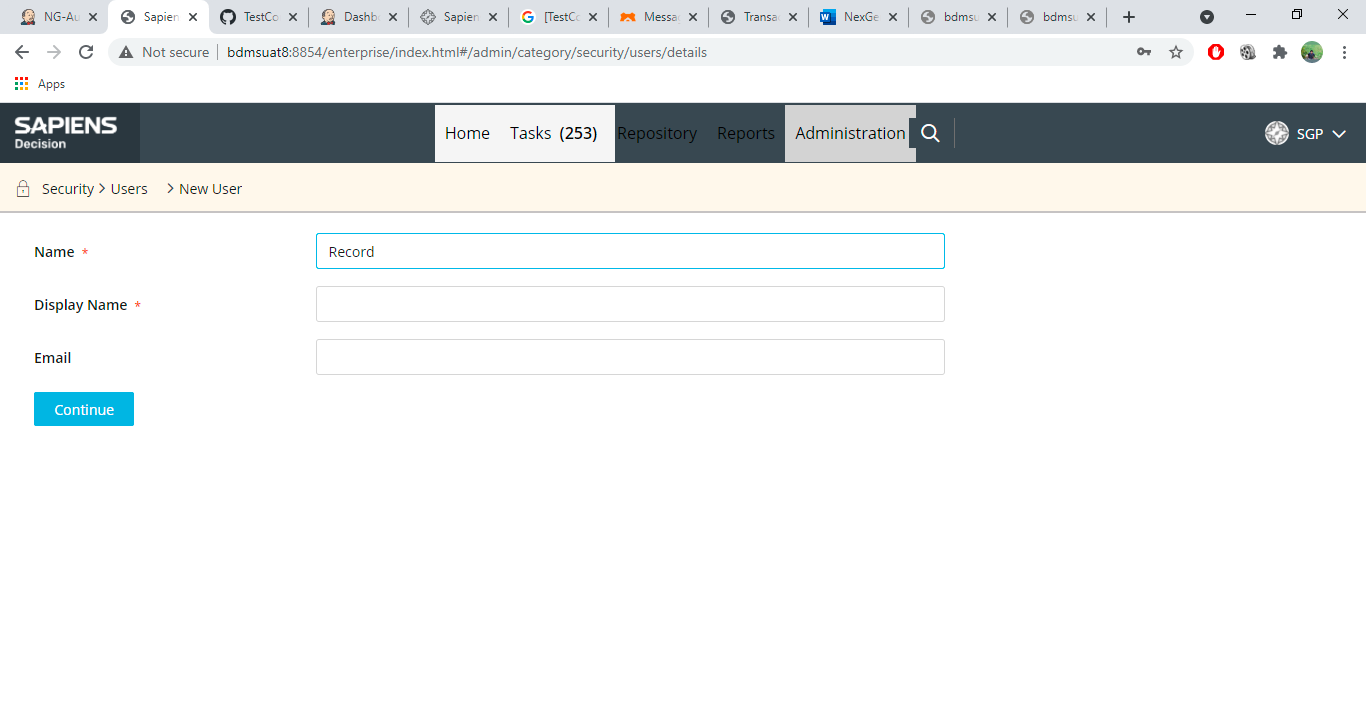 NG-Au
Sapien
TestCo
Dashb
Sapien
[TestCo
Messa
Transa
NexGe
bdmsu
bdmsu
Not secure
bdmsuat8:8854/enterprise/index.html#/admin/category/security/users/details
Apps
SAPIENS
Decision
Home Tasks (253) Repository Reports Administration
SGP
Security > Users > New User
Name *
Record
Display Name *
Email
Continue